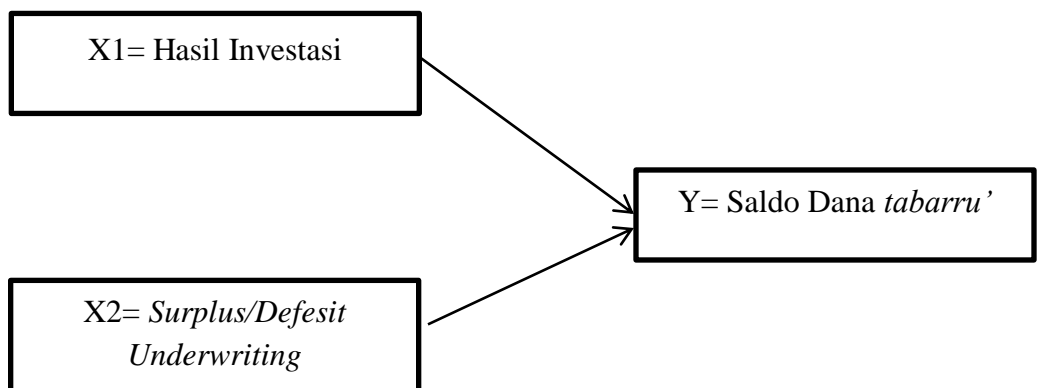 X1= Hasil Investasi
Y= Saldo Dana tabarru’
X2= Surplus/Defesit
Underwriting